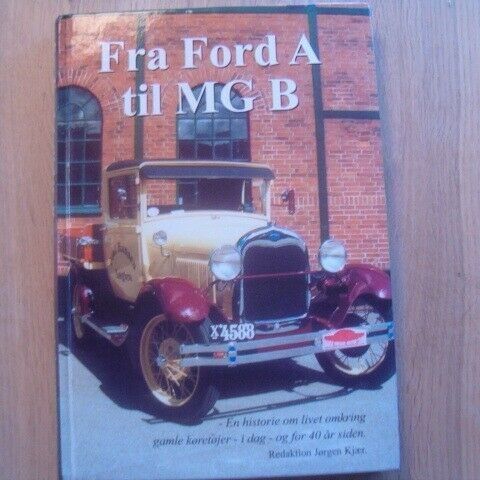 Fra Ford A
til MG B
X 4588
- En historie om livet omkring
gamle køretøjer - i dag - og for 40 år siden.
Redaktion Jørgen Kjær.